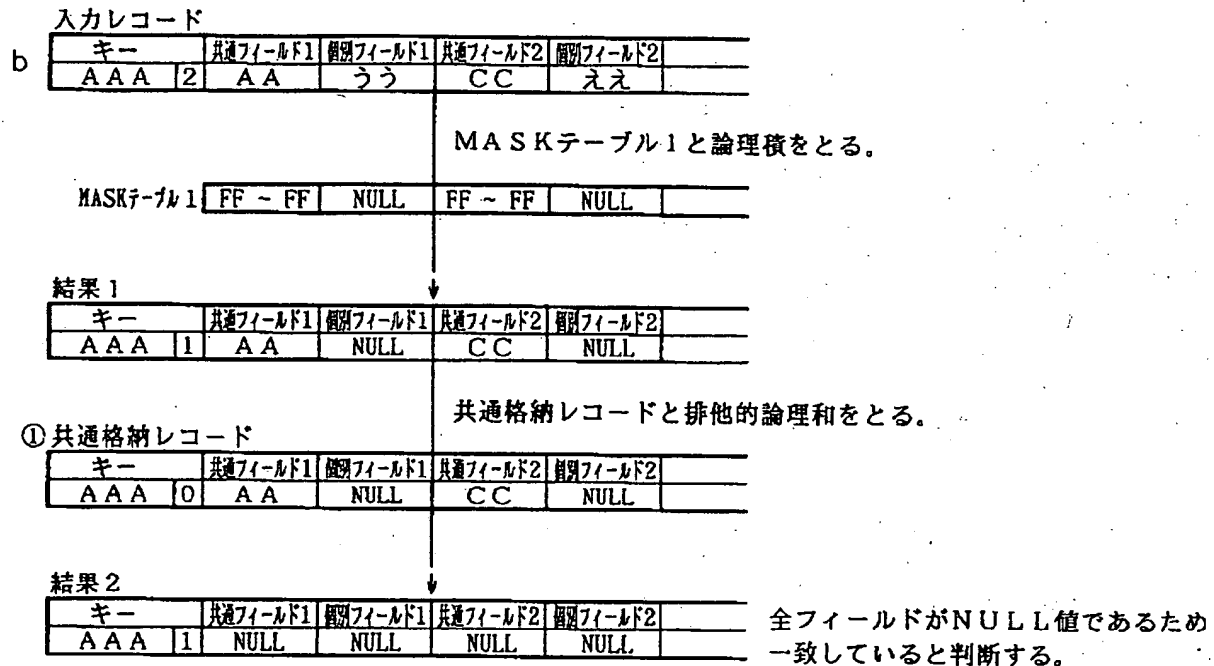 入力レコード
b
キー 共通フィールド1 個別フィールド1 共通フィールド2 個別フィールド2
AAA 2 AA うう CC ええ
MASKテーブル1と論理積をとる。
MASKテーブル1 FF ~ FF NULL FF ~ FF NULL
結果1
キー 共通フィールド1 個別フィールド1 共通フィールド2 個別フィールド2
AAA 1 AA NULL CC NULL
共通格納レコードと排他的論理和をとる。
①共通格納レコード
キー 共通フィールド1 個別フィールド1 共通フィールド2 個別フィールド2
AAA 0 AA NULL CC NULL
結果2
キー 共通フィールド1 個別フィールド1 共通フィールド2 個別フィールド2
AAA 1 NULL NULL NULL NULL
全フィールドがNULL値であるため
一致していると判断する。